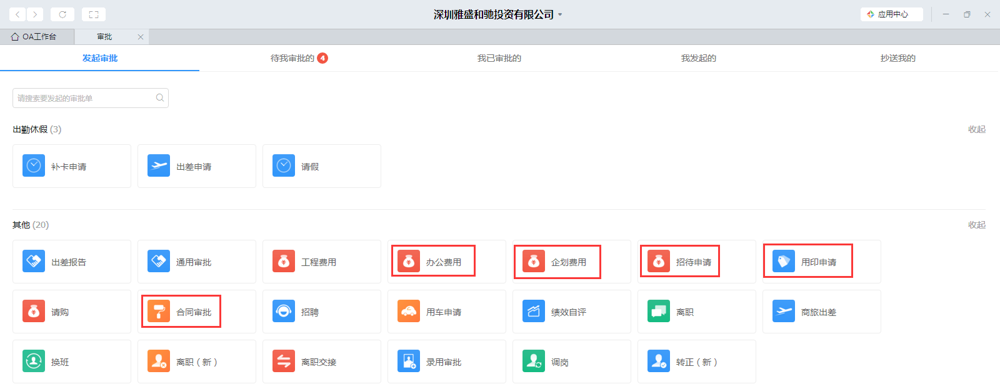 深圳雅盛和驰投资有限公司
应用中心
OA工作台
审批
发起审批
待我审批的 4
我已审批的
我发起的
抄送我的
请搜索要发起的审批单
出勤休假 (3)
收起
补卡申请
出差申请
请假
其他 (20)
收起
出差报告
通用审批
工程费用
办公费用
企划费用
招待申请
用印申请
请购
合同审批
招聘
用车申请
绩效自评
离职
商旅出差
换班
离职（新）
离职交接
录用审批
调岗
转正（新）